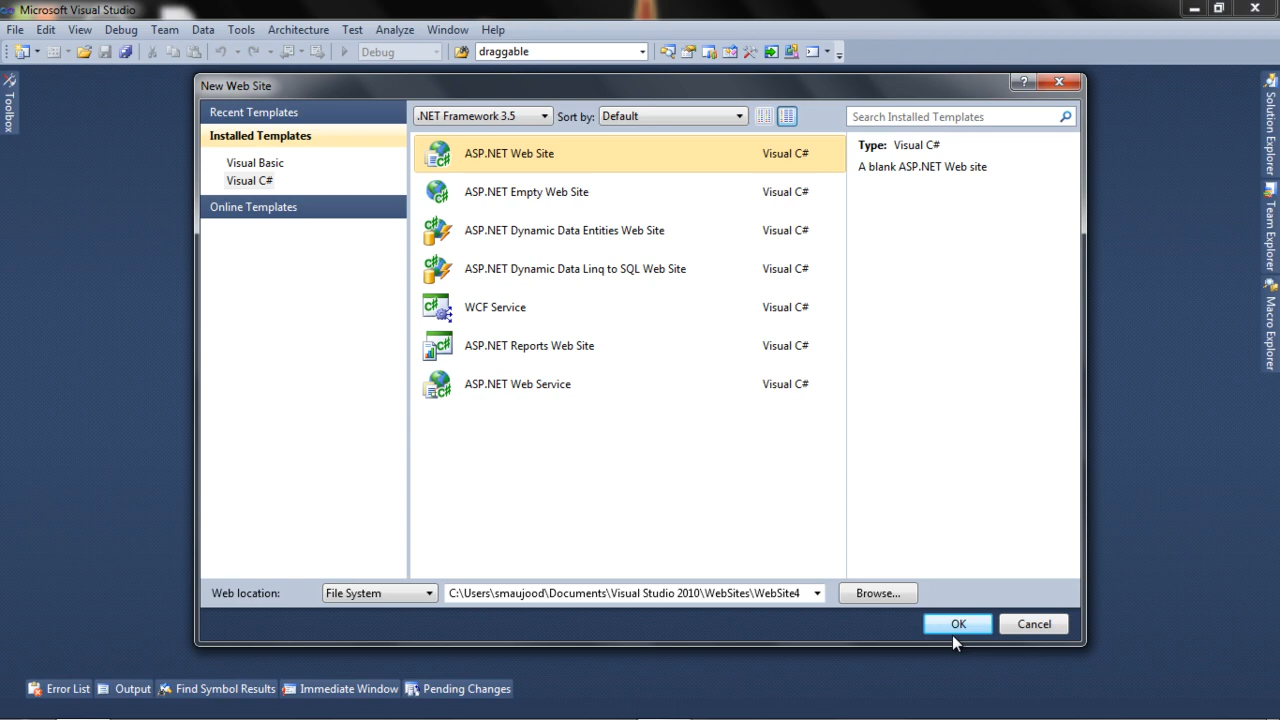 Microsoft Visual Studio
File Edit View Debug Team Data Tools Architecture Test Analyze Window Help
Debug draggable
Toolbox
New Web Site
Recent Templates
Installed Templates
Visual Basic
Visual C#
Online Templates
.NET Framework 3.5 Sort by: Default
Search Installed Templates
ASP.NET Web Site Visual C#
ASP.NET Empty Web Site Visual C#
ASP.NET Dynamic Data Entities Web Site Visual C#
ASP.NET Dynamic Data Linq to SQL Web Site Visual C#
WCF Service Visual C#
ASP.NET Reports Web Site Visual C#
ASP.NET Web Service Visual C#
Type: Visual C#
A blank ASP.NET Web site
Web location: File System C:\Users\smaujood\Documents\Visual Studio 2010\WebSites\WebSite4 Browse...
OK Cancel
Solution Explorer
Team Explorer
Macro Explorer
Error List Output Find Symbol Results Immediate Window Pending Changes